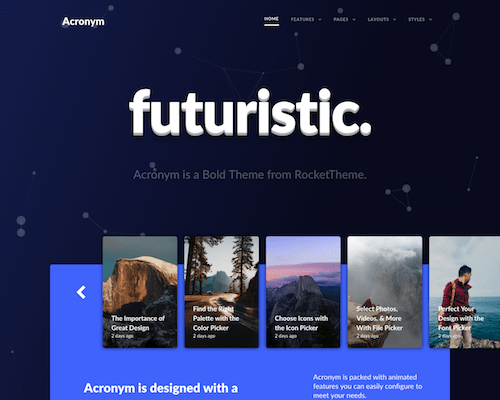 Acronym
HOME FEATURES PAGES LAYOUTS STYLES
futuristic.
Acronym is a Bold Theme from RocketTheme.
The Importance of
Great Design
2 days ago
Find the Right
Palette with the
Color Picker
2 days ago
Choose Icons with
the Icon Picker
2 days ago
Select Photos,
Videos, & More
With File Picker
2 days ago
Perfect Your
Design with the
Font Picker
2 days ago
Acronym is designed with a
Acronym is packed with animated
features you can easily configure to
meet your needs.